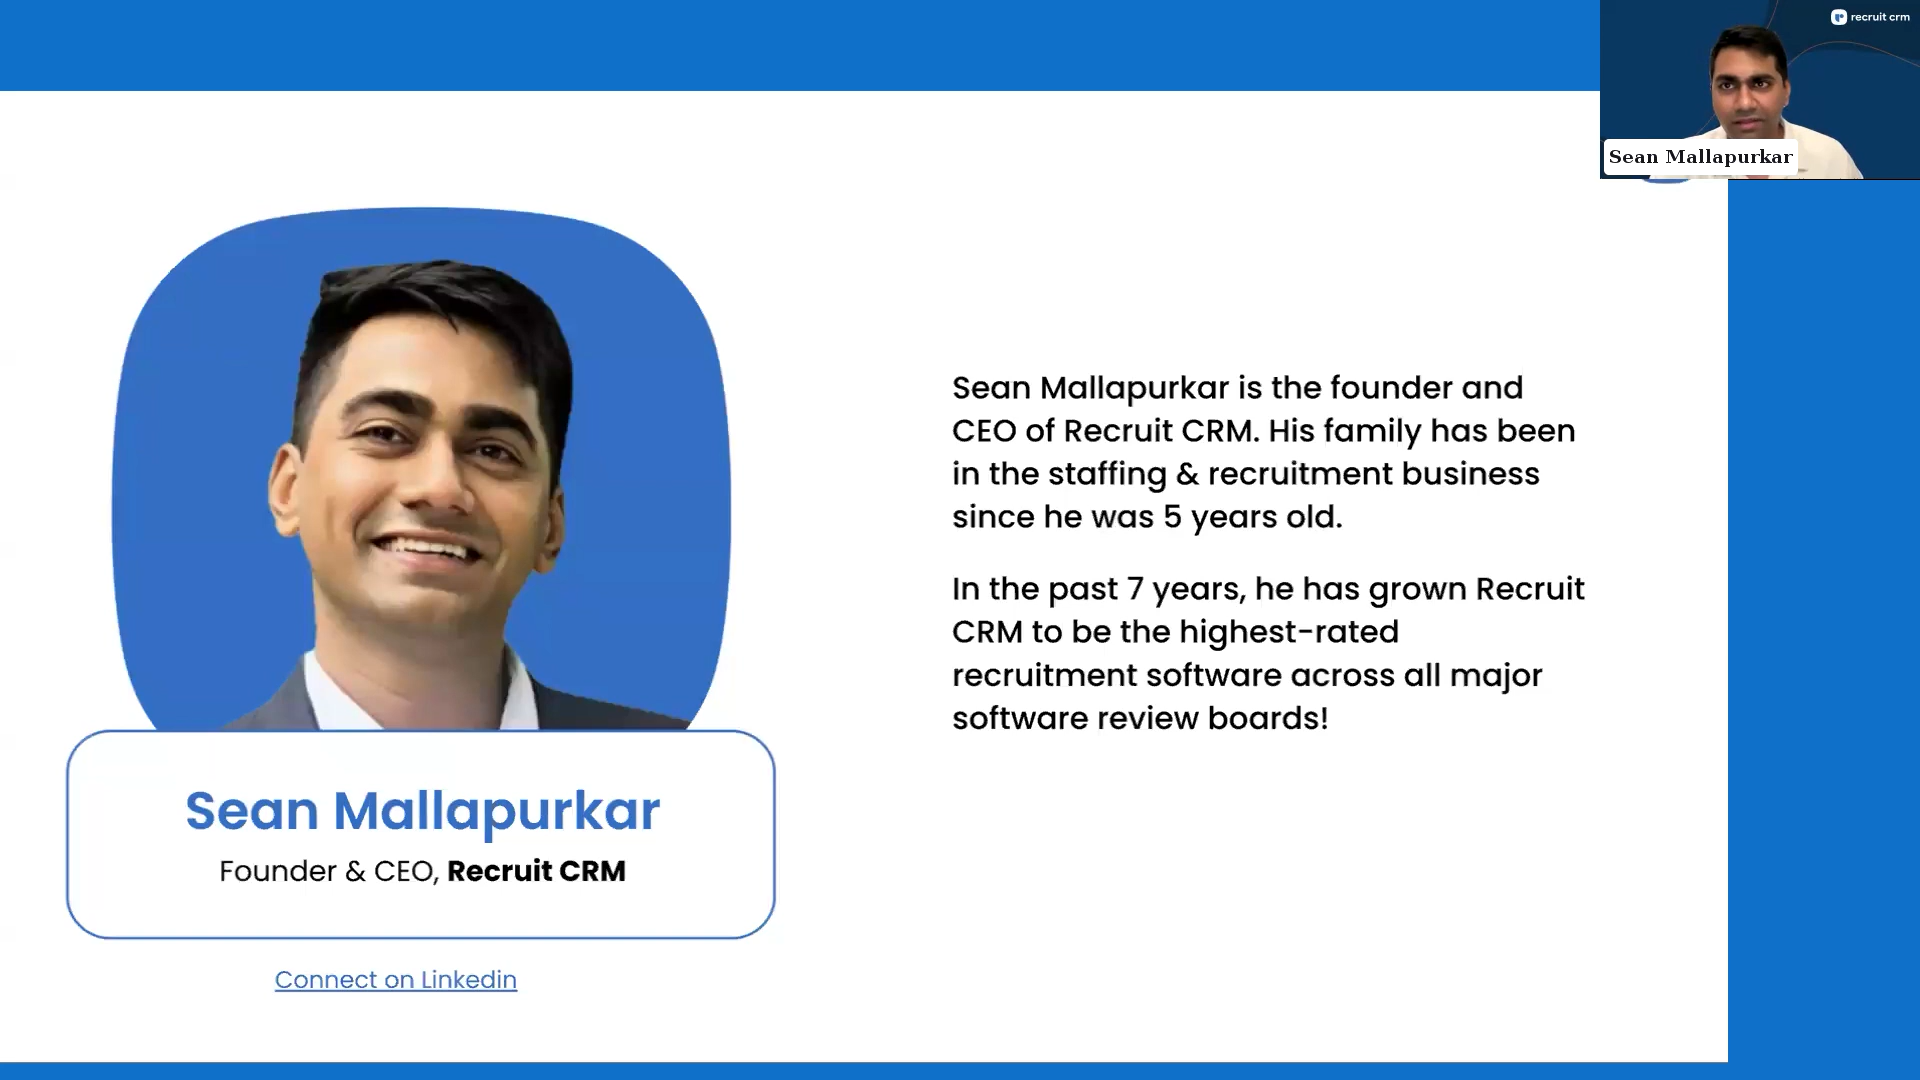 recruit crm
Sean Mallapurkar
Sean Mallapurkar is the founder and
CEO of Recruit CRM. His family has been
in the staffing & recruitment business
since he was 5 years old.
In the past 7 years, he has grown Recruit
CRM to be the highest-rated
recruitment software across all major
software review boards!
Sean Mallapurkar
Founder & CEO, Recruit CRM
Connect on Linkedin